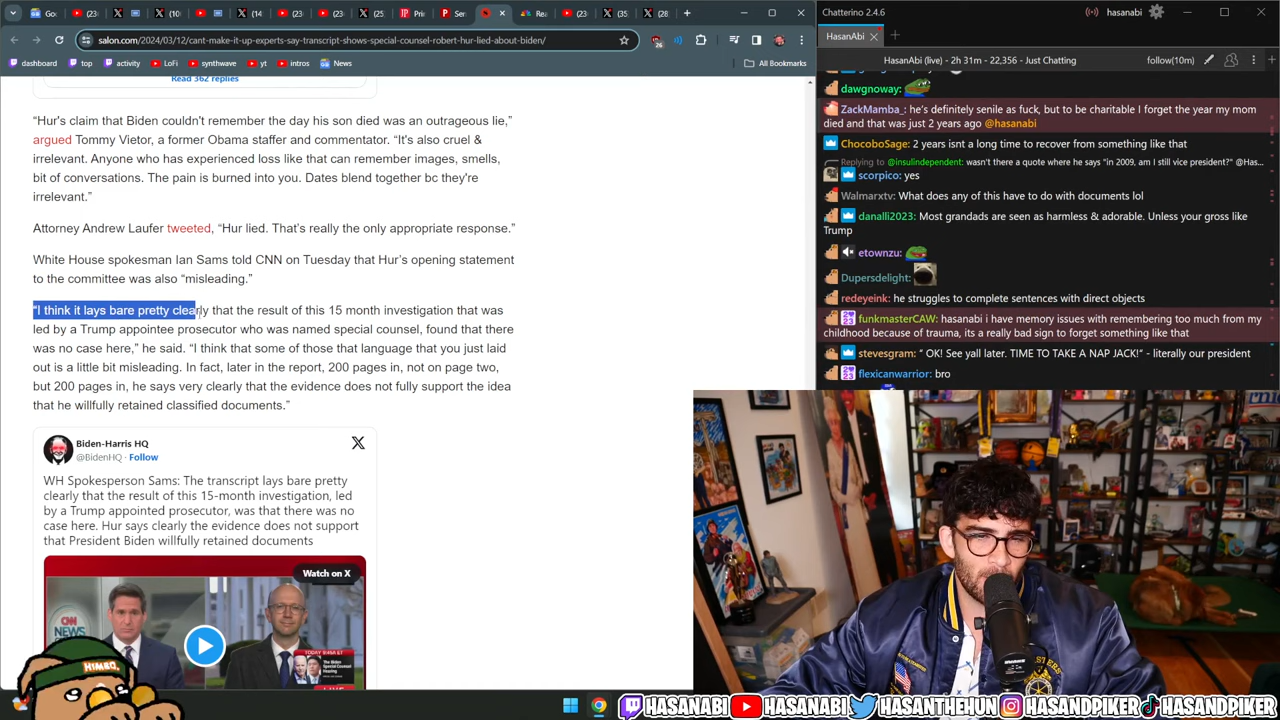 Goo
(14
(23
(23
(25
Pri
Sen
Rea
(23
(35
(28
salon.com/2024/03/12/cant-make-it-up-experts-say-transcript-shows-special-counsel-robert-hur-lied-about-biden/
26
dashboard
top
activity
LoFi
synthwave
yt
intros
News
All Bookmarks
Read 362 replies
“Hur's claim that Biden couldn't remember the day his son died was an outrageous lie,”
argued Tommy Vietor, a former Obama staffer and commentator. “It's also cruel &
irrelevant. Anyone who has experienced loss like that can remember images, smells,
bit of conversations. The pain is burned into you. Dates blend together bc they're
irrelevant.”
Attorney Andrew Laufer tweeted, “Hur lied. That’s really the only appropriate response.”
White House spokesman Ian Sams told CNN on Tuesday that Hur’s opening statement
to the committee was also “misleading.”
“I think it lays bare pretty clearly that the result of this 15 month investigation that was
led by a Trump appointee prosecutor who was named special counsel, found that there
was no case here,” he said. “I think that some of those that language that you just laid
out is a little bit misleading. In fact, later in the report, 200 pages in, not on page two,
but 200 pages in, he says very clearly that the evidence does not fully support the idea
that he willfully retained classified documents.”
Biden-Harris HQ
@BidenHQ · Follow
WH Spokesperson Sams: The transcript lays bare pretty
clearly that the result of this 15-month investigation, led
by a Trump appointed prosecutor, was that there was no
case here. Hur says clearly the evidence does not support
that President Biden willfully retained documents
Watch on X
CNN
NEWS
LIVE
HIMBO
Chatterino 2.4.6
hasanabi
HasanAbi
HasanAbi (live) - 2h 31m - 22,356 - Just Chatting
follow(10m)
dawgnoway:
ZackMamba_: he's definitely senile as fuck, but to be charitable I forget the year my mom
died and that was just 2 years ago @hasanabi
ChocoboSage: 2 years isnt a long time to recover from something like that
Replying to @insulindependent: wasn't there a quote where he says "in 2009, am I still vice president?" @Has...
scorpico: yes
Walmarxtv: What does any of this have to do with documents lol
danalli2023: Most grandads are seen as harmless & adorable. Unless your gross like
Trump
etownzu:
Dupersdelight:
redeyeink: he struggles to complete sentences with direct objects
funkmasterCAW: hasanabi i have memory issues with remembering too much from my
childhood because of trauma, its a really bad sign to forget something like that
stevesgram: " OK! See yall later. TIME TO TAKE A NAP JACK!" - literally our president
flexicanwarrior: bro
HASANABI
HASANABI
HASANTHEHUN
HASANDPIKER
HASANDPIKER